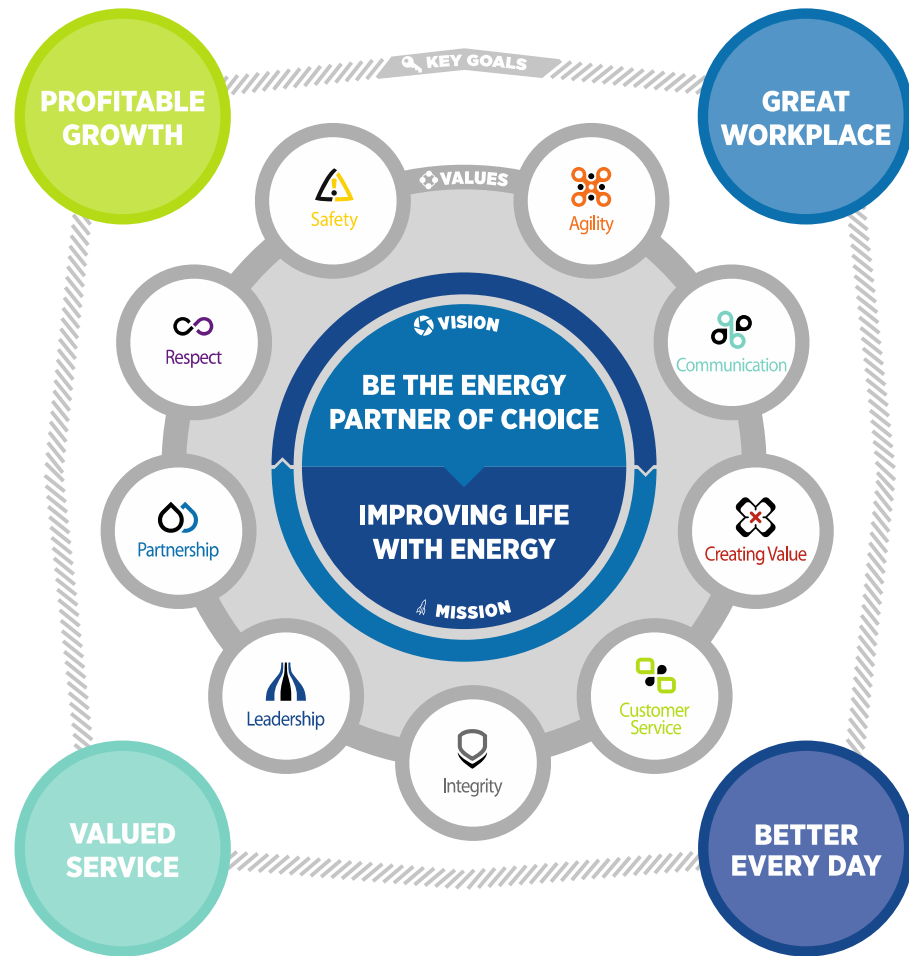 KEY GOALS
PROFITABLE
GROWTH
GREAT
WORKPLACE
VALUES
Safety
Agility
Respect
Communication
VISION
BE THE ENERGY
PARTNER OF CHOICE
Partnership
Creating Value
IMPROVING LIFE
WITH ENERGY
MISSION
Leadership
Customer
Service
Integrity
VALUED
SERVICE
BETTER
EVERY DAY